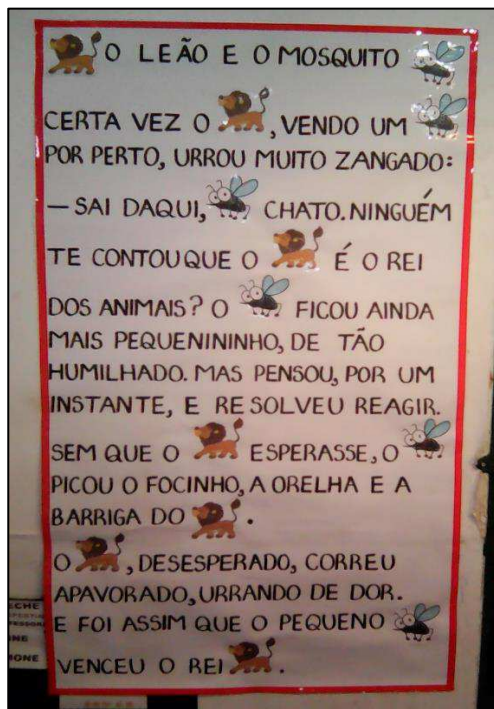 O LEÃO E O MOSQUITO
CERTA VEZ O , VENDO UM
POR PERTO, URROU MUITO ZANGADO:
— SAI DAQUI, CHATO. NINGUÉM
TE CONTOU QUE O É O REI
DOS ANIMAIS? O FICOU AINDA
MAIS PEQUENININHO, DE TÃO
HUMILHADO. MAS PENSOU, POR UM
INSTANTE, E RESOLVEU REAGIR.
SEM QUE O ESPERASSE, O
PICOU O FOCINHO, A ORELHA E A
BARRIGA DO .
O , DESESPERADO, CORREU
APAVORADO, URRANDO DE DOR.
E FOI ASSIM QUE O PEQUENO
VENCEU O REI .